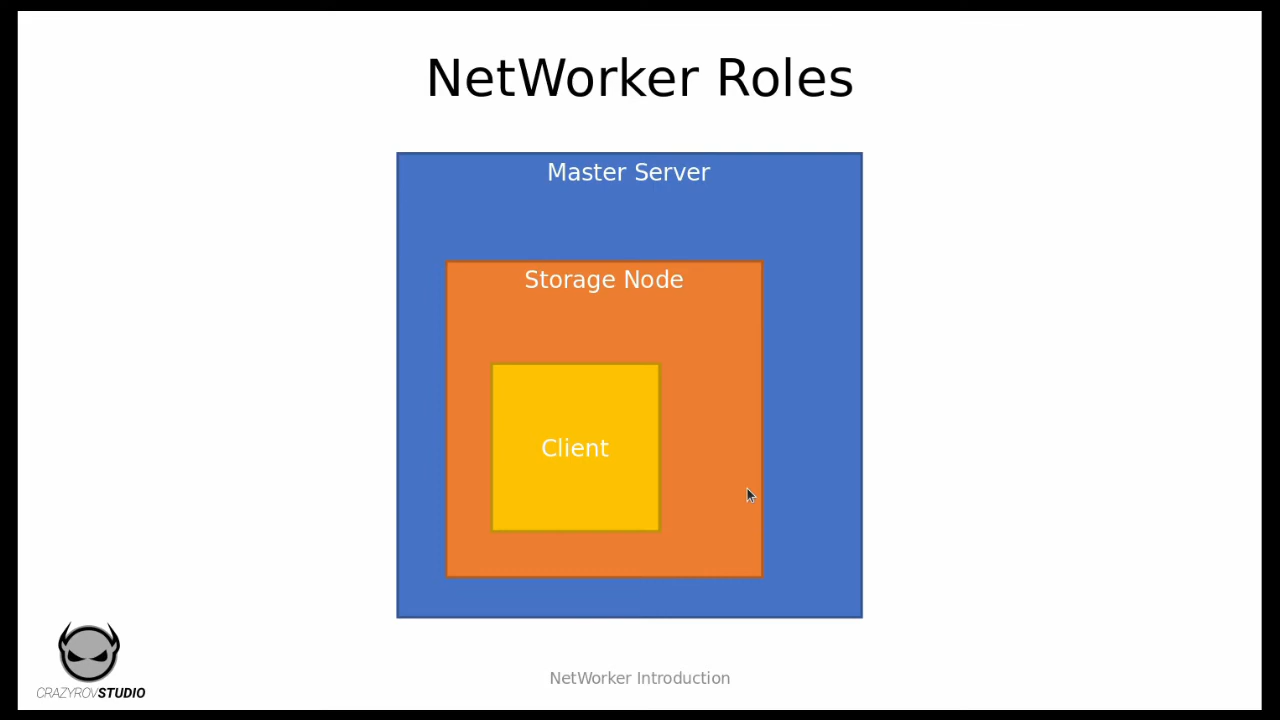 NetWorker Roles
Master Server
Storage Node
Client
NetWorker Introduction
CRAZYROVSTUDIO